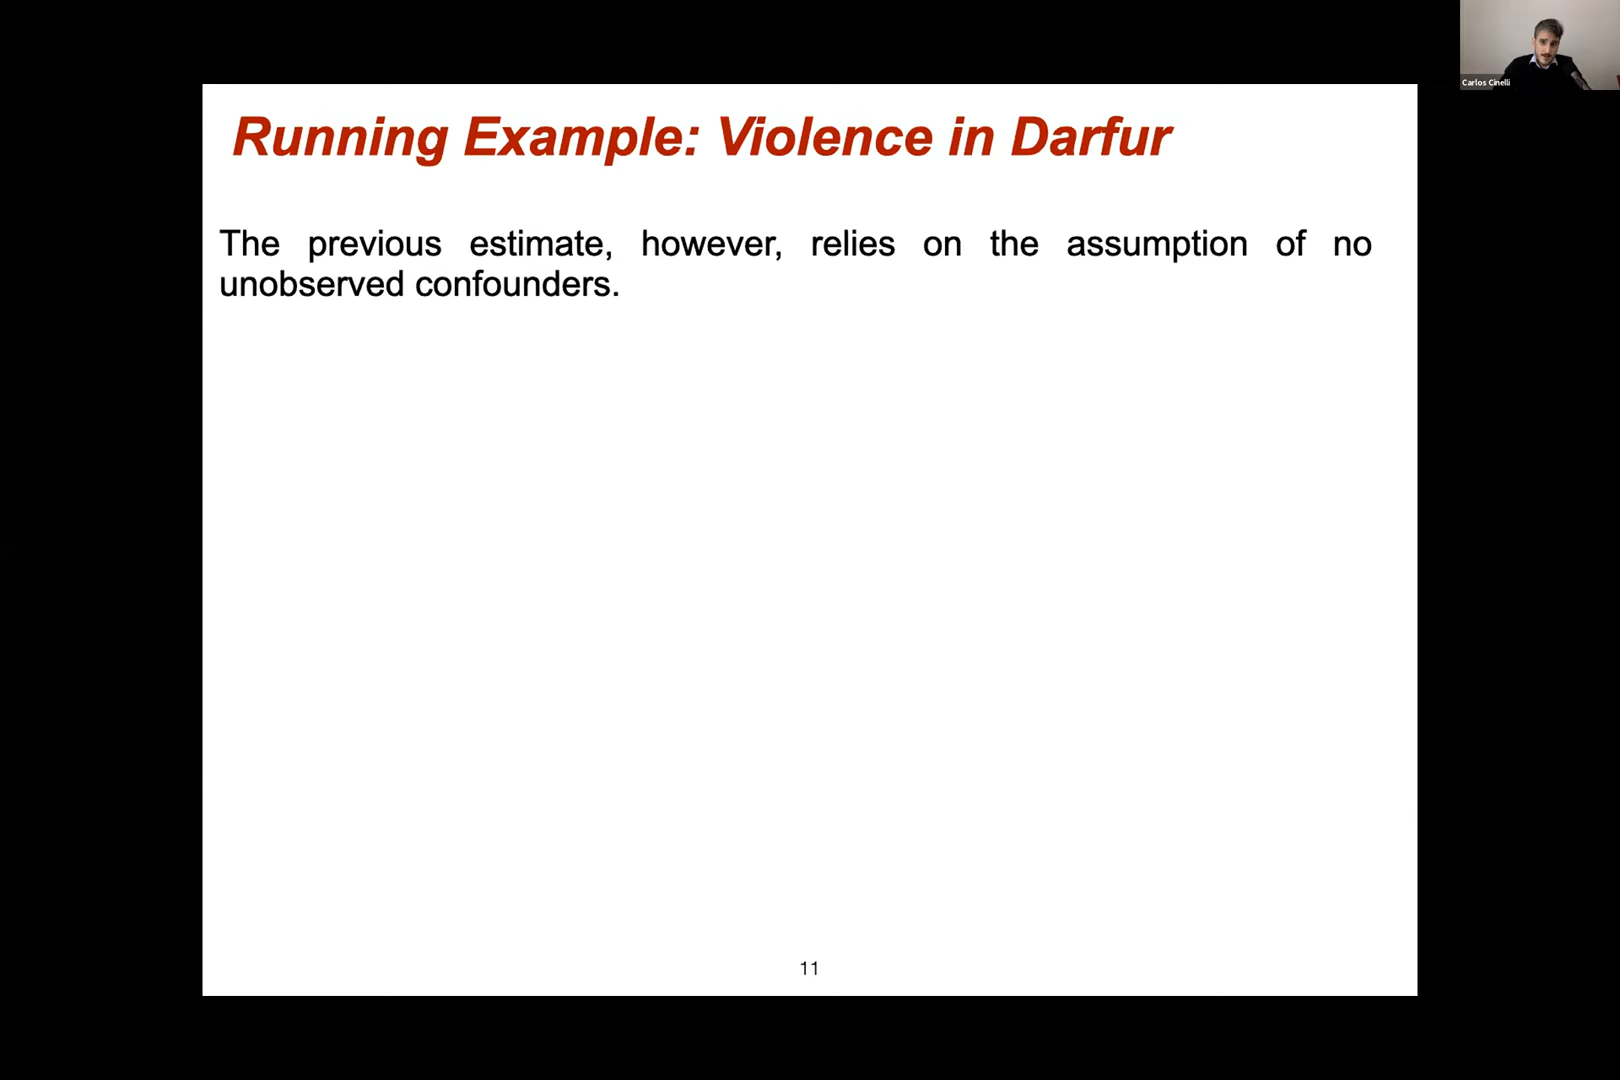 Carlos Cinelli
Running Example: Violence in Darfur
The previous estimate, however, relies on the assumption of no
unobserved confounders.
11